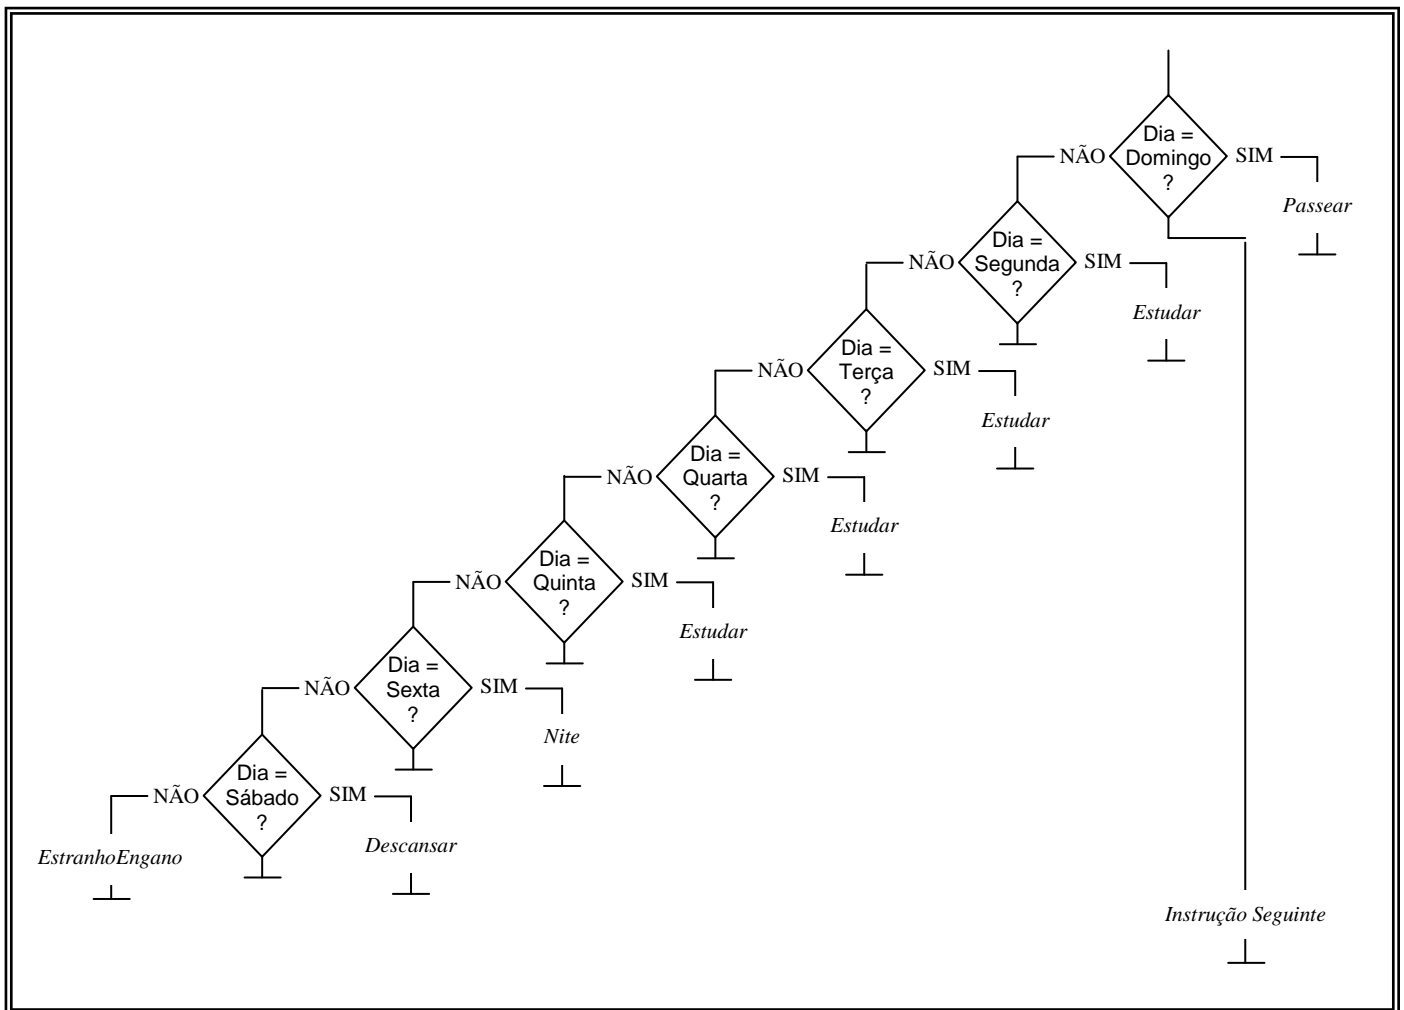 Dia =
NÃO Domingo SIM
?
Passear
Dia =
NÃO Segunda SIM
?
Estudar
Dia =
NÃO Terça SIM
?
Estudar
Dia =
NÃO Quarta SIM
?
Estudar
Dia =
NÃO Quinta SIM
?
Estudar
Dia =
NÃO Sexta SIM
?
Nite
Dia =
NÃO Sábado SIM
?
EstranhoEngano
Descansar
Instrução Seguinte